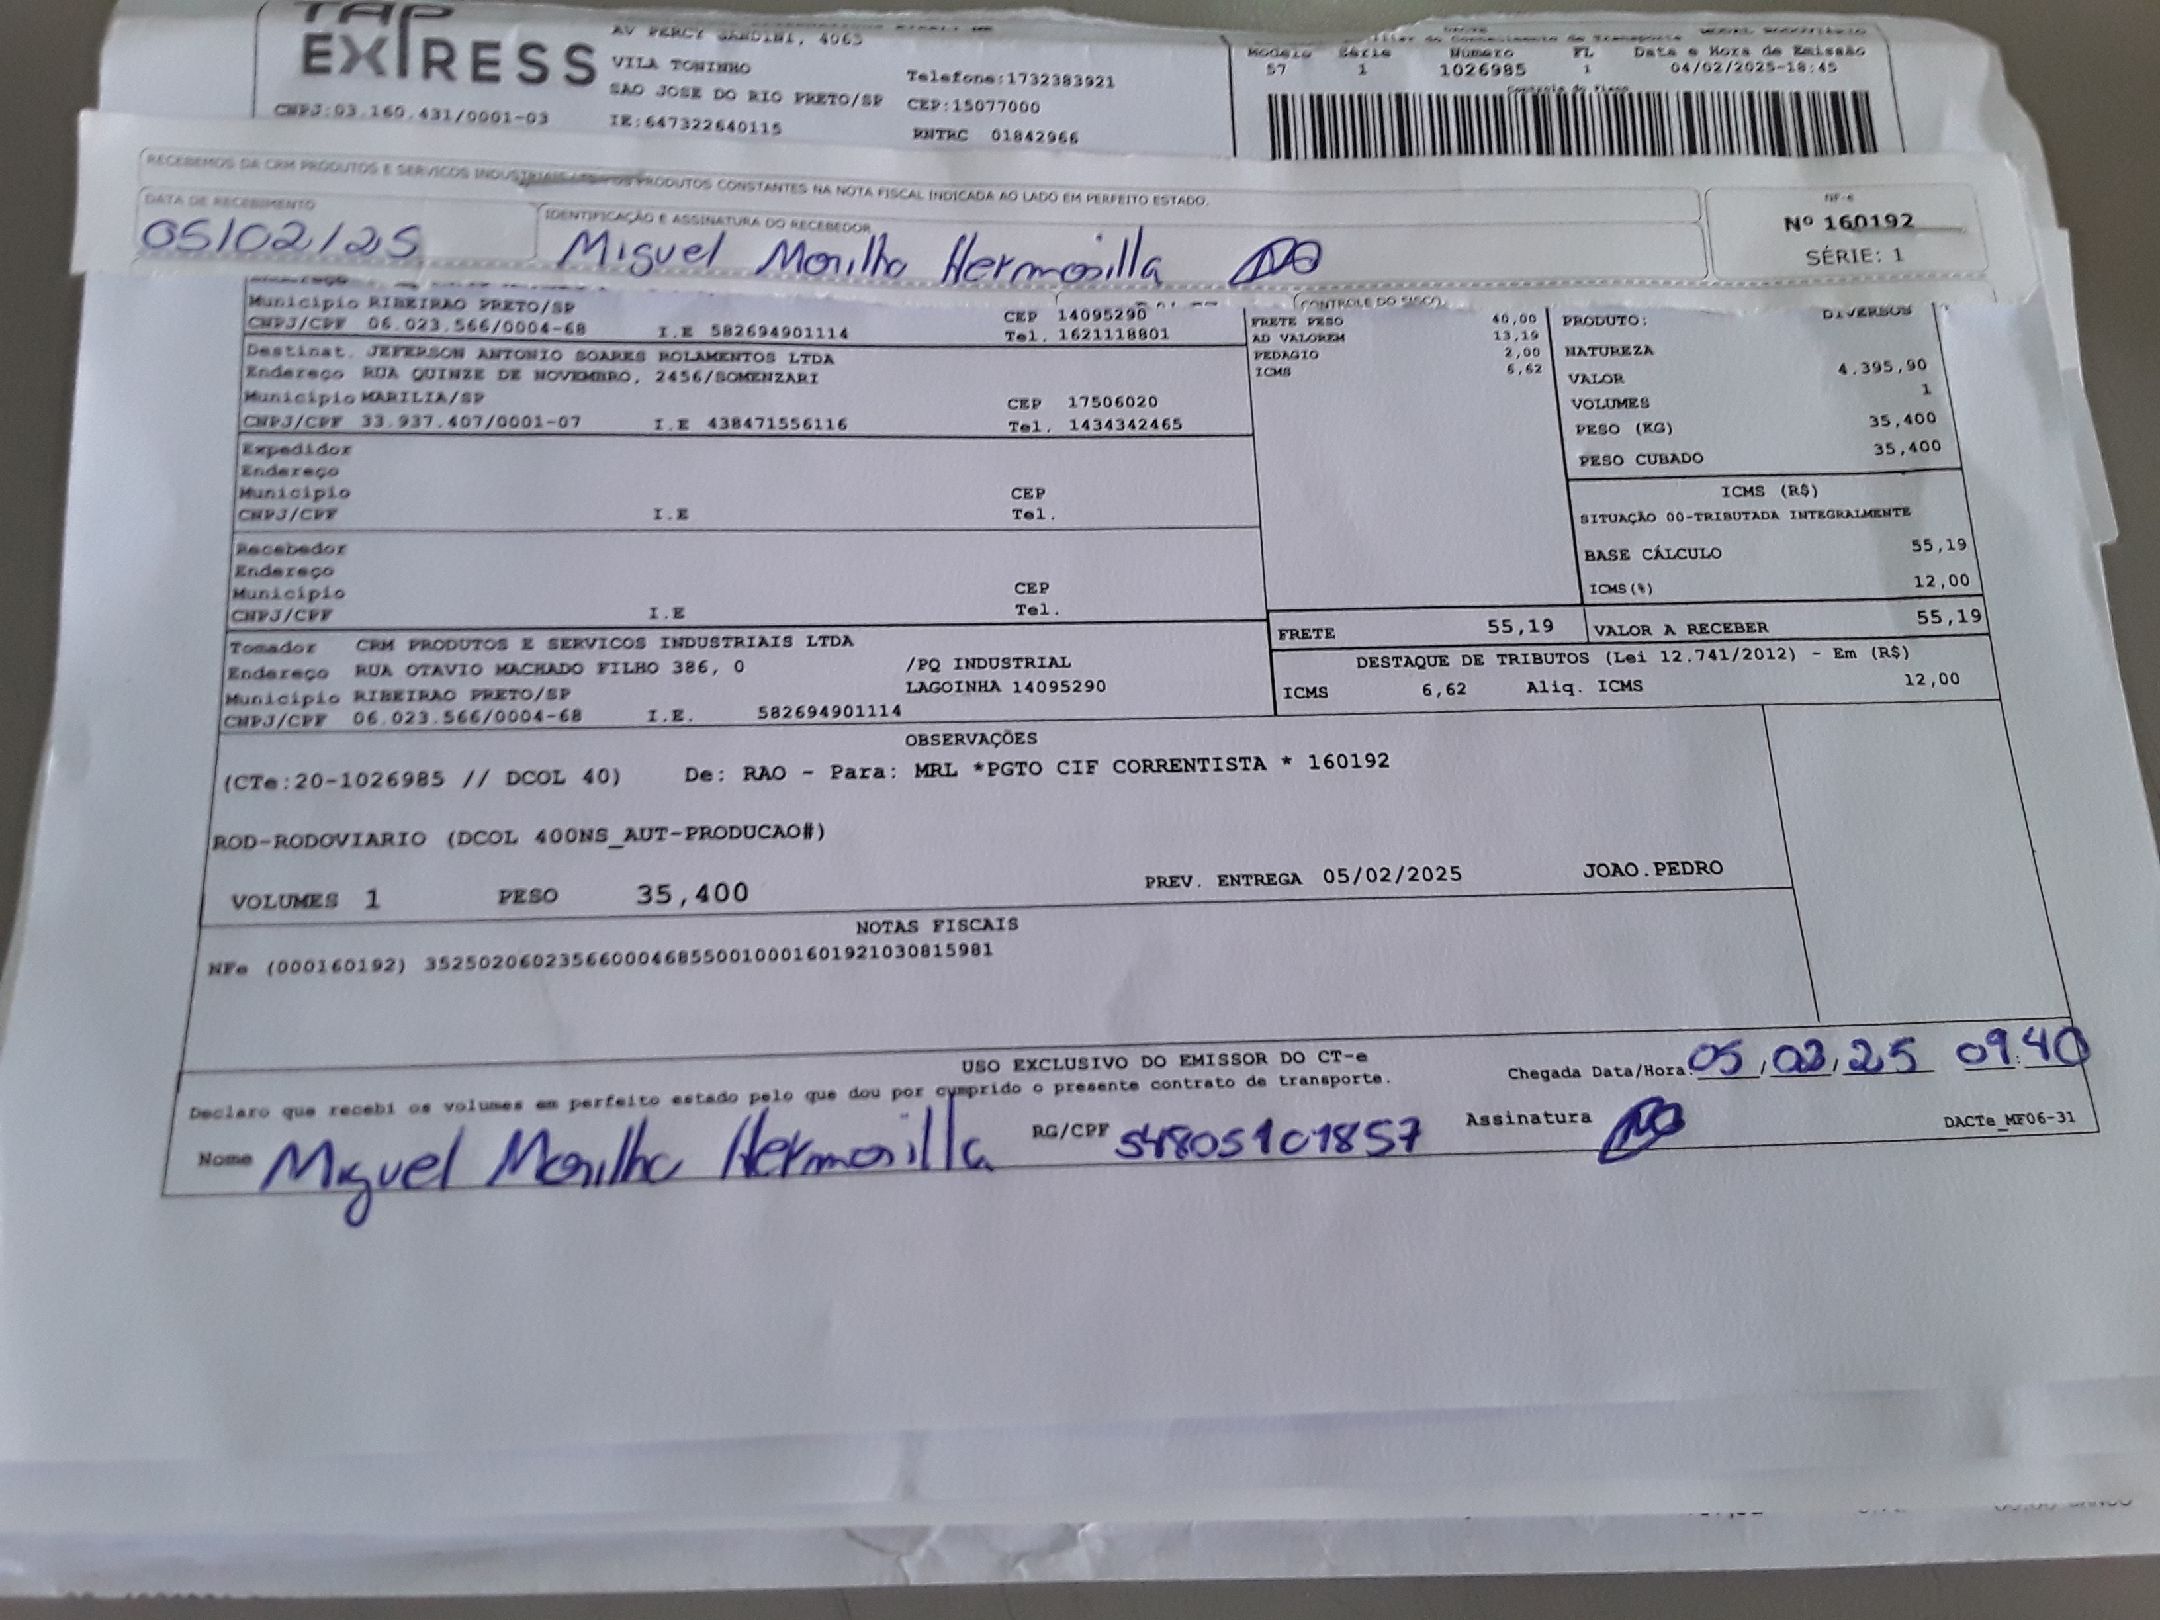 TAP
EXPRESS
AV PERCY GANDINI, 4063
VILA TONINHO
SAO JOSE DO RIO PRETO/SP
Telefone:1732383921
CEP:15077000
CNPJ:03.160.431/0001-03
IE:647322640115
RNTRC 01842966
Modelo Série Número FL Data e Hora de Emissão
57 1 1026985 1 04/02/2025-18:45
Controle do Fisco
RECEBEMOS DA CRM PRODUTOS E SERVICOS INDUSTRIAIS OS PRODUTOS CONSTANTES NA NOTA FISCAL INDICADA AO LADO EM PERFEITO ESTADO.
DATA DE RECEBIMENTO
05/02/25
IDENTIFICAÇÃO E ASSINATURA DO RECEBEDOR
Miguel Morilho Hermosilla
NF-e
Nº 160192
SÉRIE: 1
Município RIBEIRAO PRETO/SP CEP 14095290
CNPJ/CPF 06.023.566/0004-68 I.E 582694901114 Tel. 1621118801
Destinat. JEFERSON ANTONIO SOARES ROLAMENTOS LTDA
Endereço RUA QUINZE DE NOVEMBRO, 2456/SOMENZARI
Município MARILIA/SP CEP 17506020
CNPJ/CPF 33.937.407/0001-07 I.E 438471556116 Tel. 1434342465
Expedidor
Endereço
Município CEP
CNPJ/CPF I.E Tel.
Recebedor
Endereço
Município CEP
CNPJ/CPF I.E Tel.
Tomador CRM PRODUTOS E SERVICOS INDUSTRIAIS LTDA
Endereço RUA OTAVIO MACHADO FILHO 386, 0 /PQ INDUSTRIAL
Município RIBEIRAO PRETO/SP LAGOINHA 14095290
CNPJ/CPF 06.023.566/0004-68 I.E. 582694901114
CONTROLE DO FISCO
FRETE PESO 40,00
AD VALOREM 13,19
PEDAGIO 2,00
ICMS 6,62
PRODUTO: DIVERSOS
NATUREZA
VALOR 4.395,90
VOLUMES 1
PESO (KG) 35,400
PESO CUBADO 35,400
ICMS (R$)
SITUAÇÃO 00-TRIBUTADA INTEGRALMENTE
BASE CÁLCULO 55,19
ICMS(%) 12,00
FRETE 55,19 VALOR A RECEBER 55,19
DESTAQUE DE TRIBUTOS (Lei 12.741/2012) - Em (R$)
ICMS 6,62 Aliq. ICMS 12,00
OBSERVAÇÕES
(CTe:20-1026985 // DCOL 40) De: RAO - Para: MRL *PGTO CIF CORRENTISTA * 160192
ROD-RODOVIARIO (DCOL 400NS_AUT-PRODUCAO#)
VOLUMES 1 PESO 35,400 PREV. ENTREGA 05/02/2025 JOAO.PEDRO
NOTAS FISCAIS
NFe (000160192) 35250206023566000468550010001601921030815981
USO EXCLUSIVO DO EMISSOR DO CT-e
Declaro que recebi os volumes em perfeito estado pelo que dou por cumprido o presente contrato de transporte.
Chegada Data/Hora: 05/02/25 09:40
Nome Miguel Morilho Hermosilla RG/CPF 54805101857 Assinatura
DACTe_MF06-31